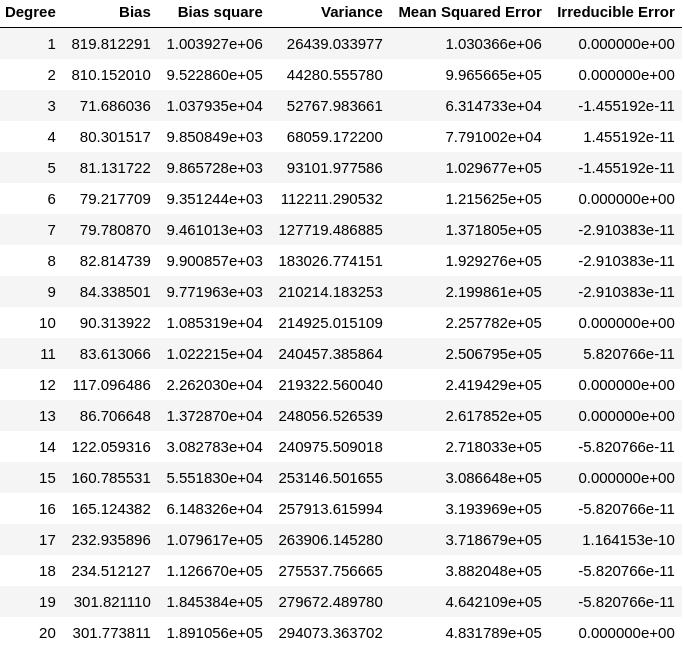 Degree Bias Bias square Variance Mean Squared Error Irreducible Error
1 819.812291 1.003927e+06 26439.033977 1.030366e+06 0.000000e+00
2 810.152010 9.522860e+05 44280.555780 9.965665e+05 0.000000e+00
3 71.686036 1.037935e+04 52767.983661 6.314733e+04 -1.455192e-11
4 80.301517 9.850849e+03 68059.172200 7.791002e+04 1.455192e-11
5 81.131722 9.865728e+03 93101.977586 1.029677e+05 -1.455192e-11
6 79.217709 9.351244e+03 112211.290532 1.215625e+05 0.000000e+00
7 79.780870 9.461013e+03 127719.486885 1.371805e+05 -2.910383e-11
8 82.814739 9.900857e+03 183026.774151 1.929276e+05 -2.910383e-11
9 84.338501 9.771963e+03 210214.183253 2.199861e+05 -2.910383e-11
10 90.313922 1.085319e+04 214925.015109 2.257782e+05 0.000000e+00
11 83.613066 1.022215e+04 240457.385864 2.506795e+05 5.820766e-11
12 117.096486 2.262030e+04 219322.560040 2.419429e+05 0.000000e+00
13 86.706648 1.372870e+04 248056.526539 2.617852e+05 0.000000e+00
14 122.059316 3.082783e+04 240975.509018 2.718033e+05 -5.820766e-11
15 160.785531 5.551830e+04 253146.501655 3.086648e+05 0.000000e+00
16 165.124382 6.148326e+04 257913.615994 3.193969e+05 -5.820766e-11
17 232.935896 1.079617e+05 263906.145280 3.718679e+05 1.164153e-10
18 234.512127 1.126670e+05 275537.756665 3.882048e+05 -5.820766e-11
19 301.821110 1.845384e+05 279672.489780 4.642109e+05 -5.820766e-11
20 301.773811 1.891056e+05 294073.363702 4.831789e+05 0.000000e+00